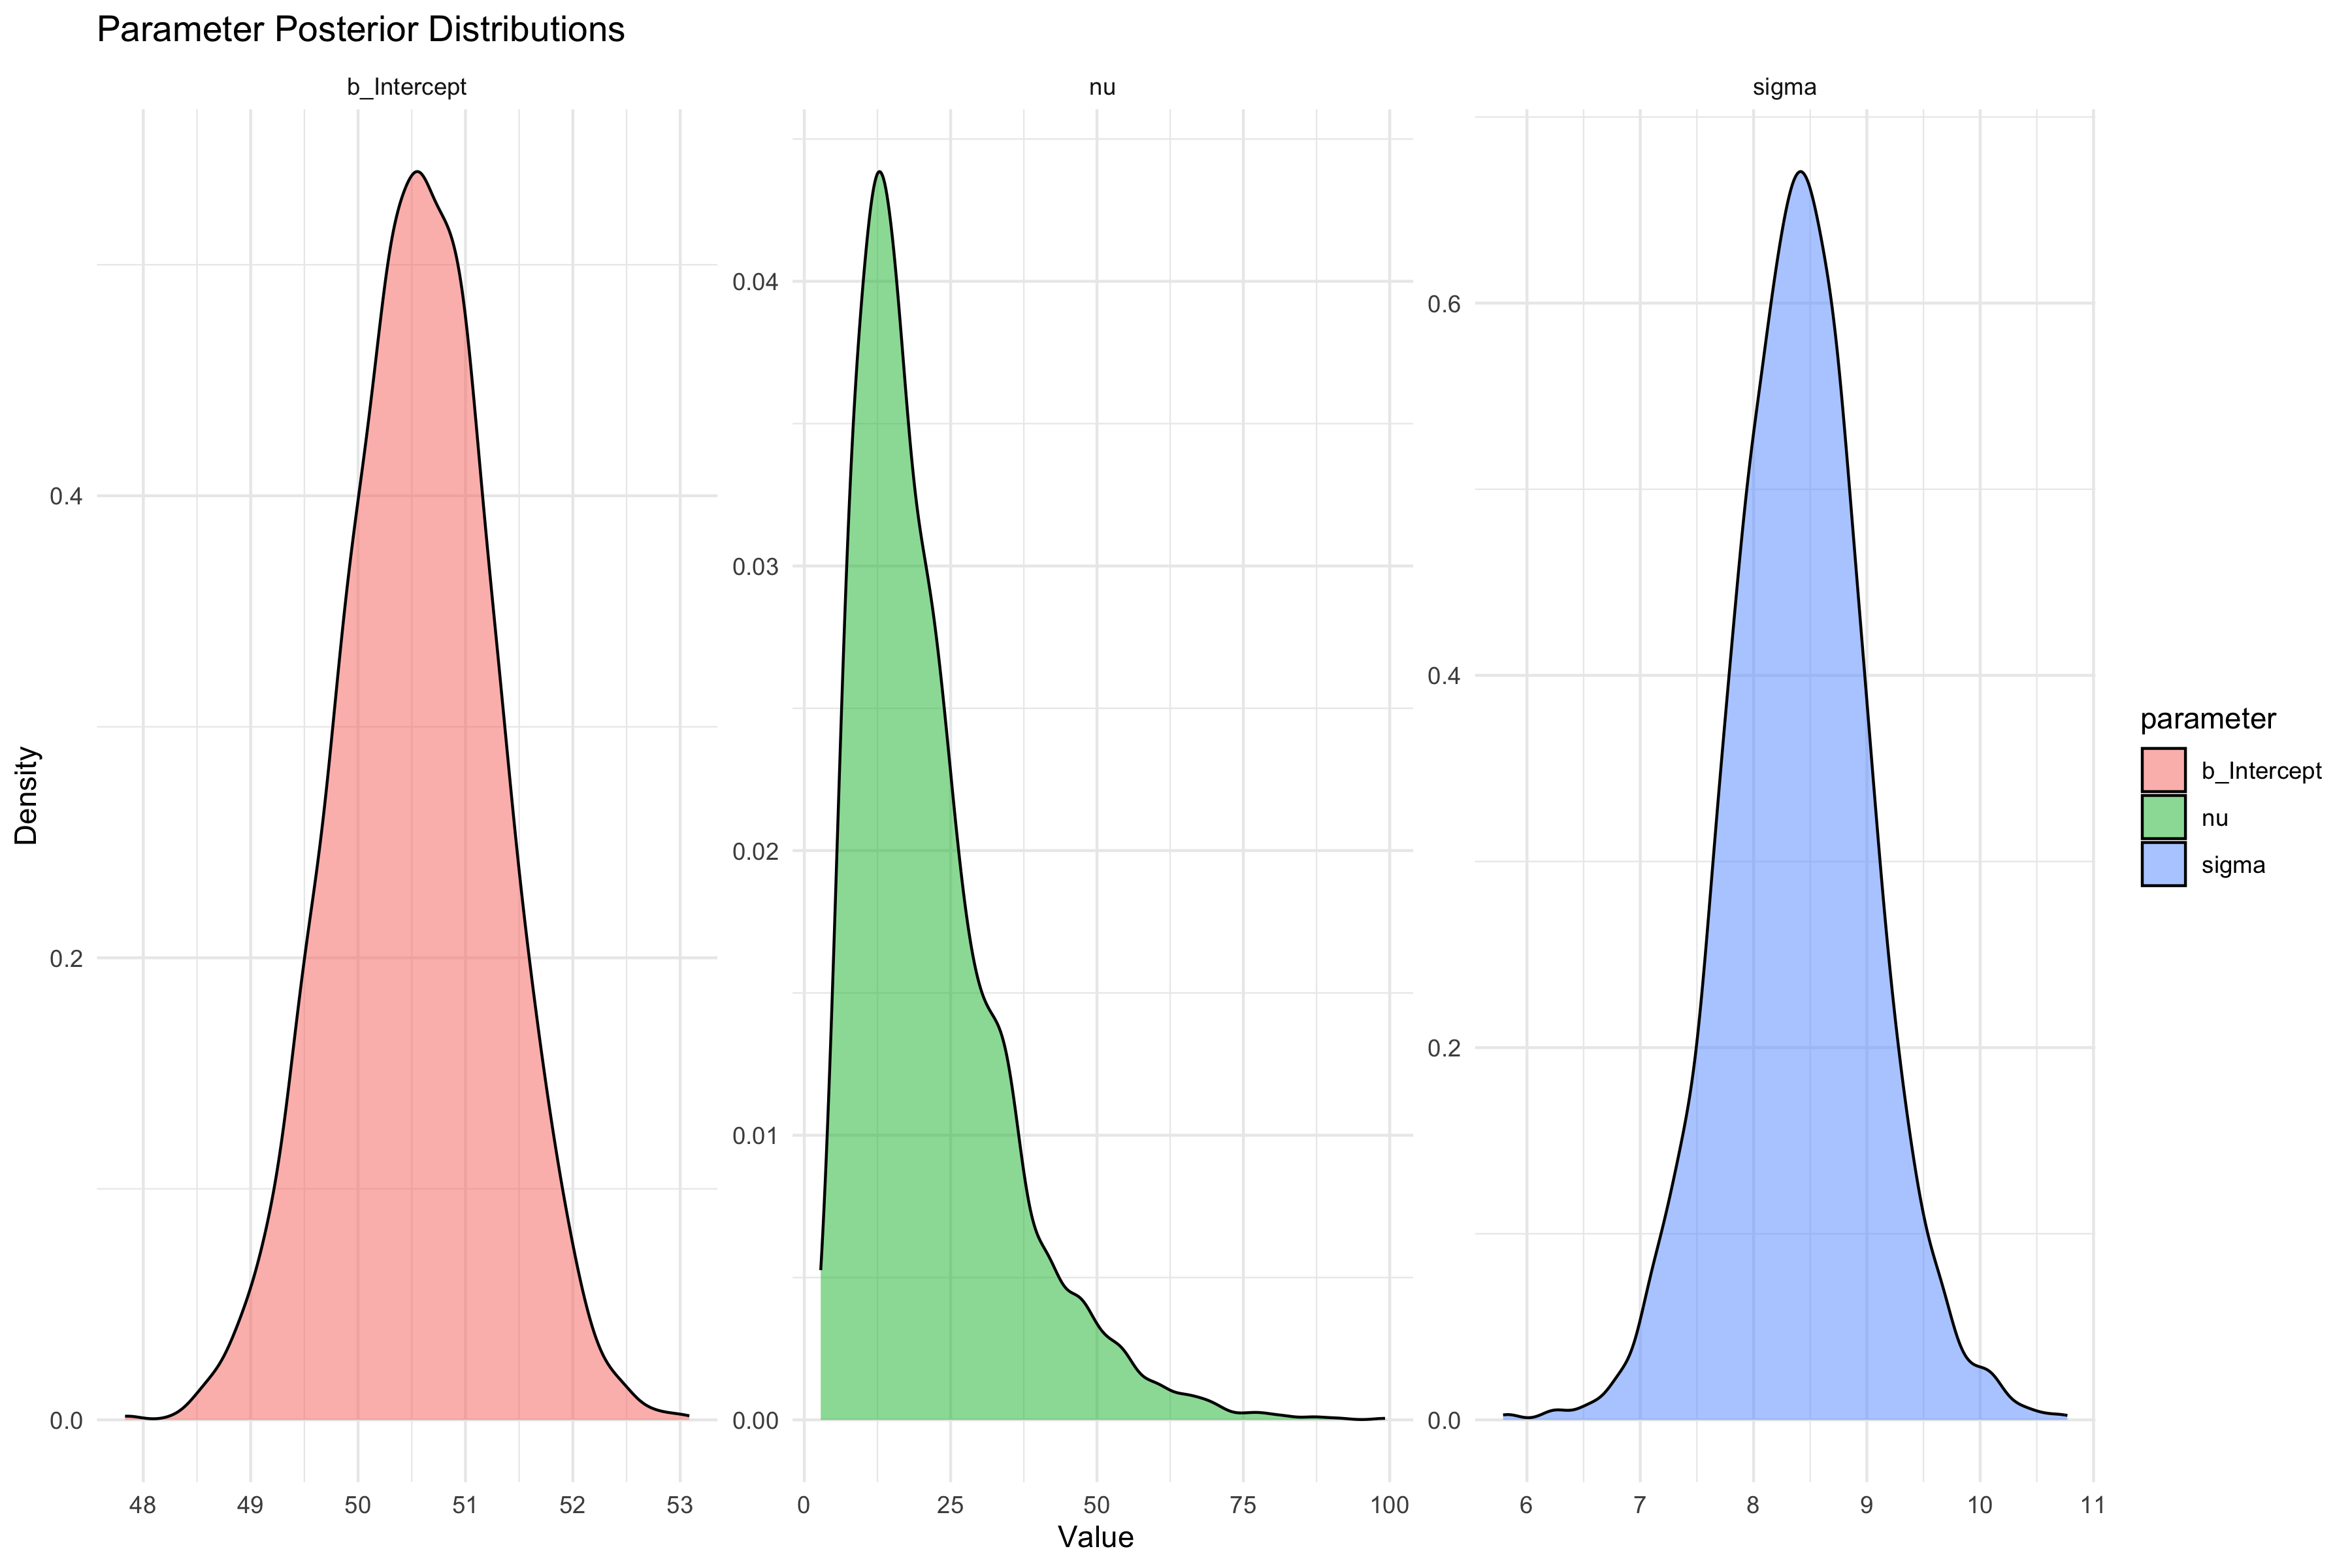 Parameter Posterior Distributions
b_Intercept
nu
sigma
Density
0.4
0.2
0.0
48 49 50 51 52 53
0.04
0.03
0.02
0.01
0.00
0 25 50 75 100
0.6
0.4
0.2
0.0
6 7 8 9 10 11
Value
parameter
b_Intercept
nu
sigma